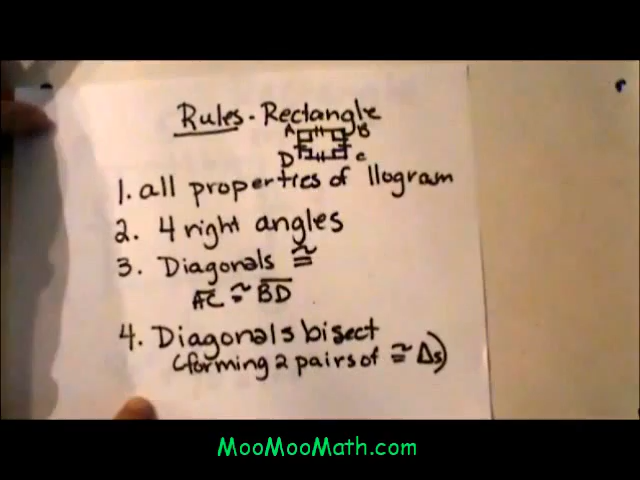 Rules - Rectangle
A B
D C
1. all properties of llogram
2. 4 right angles
3. Diagonals ≅
AC ≅ BD
4. Diagonals bisect
(forming 2 pairs of ≅ Δs)
MooMooMath.com